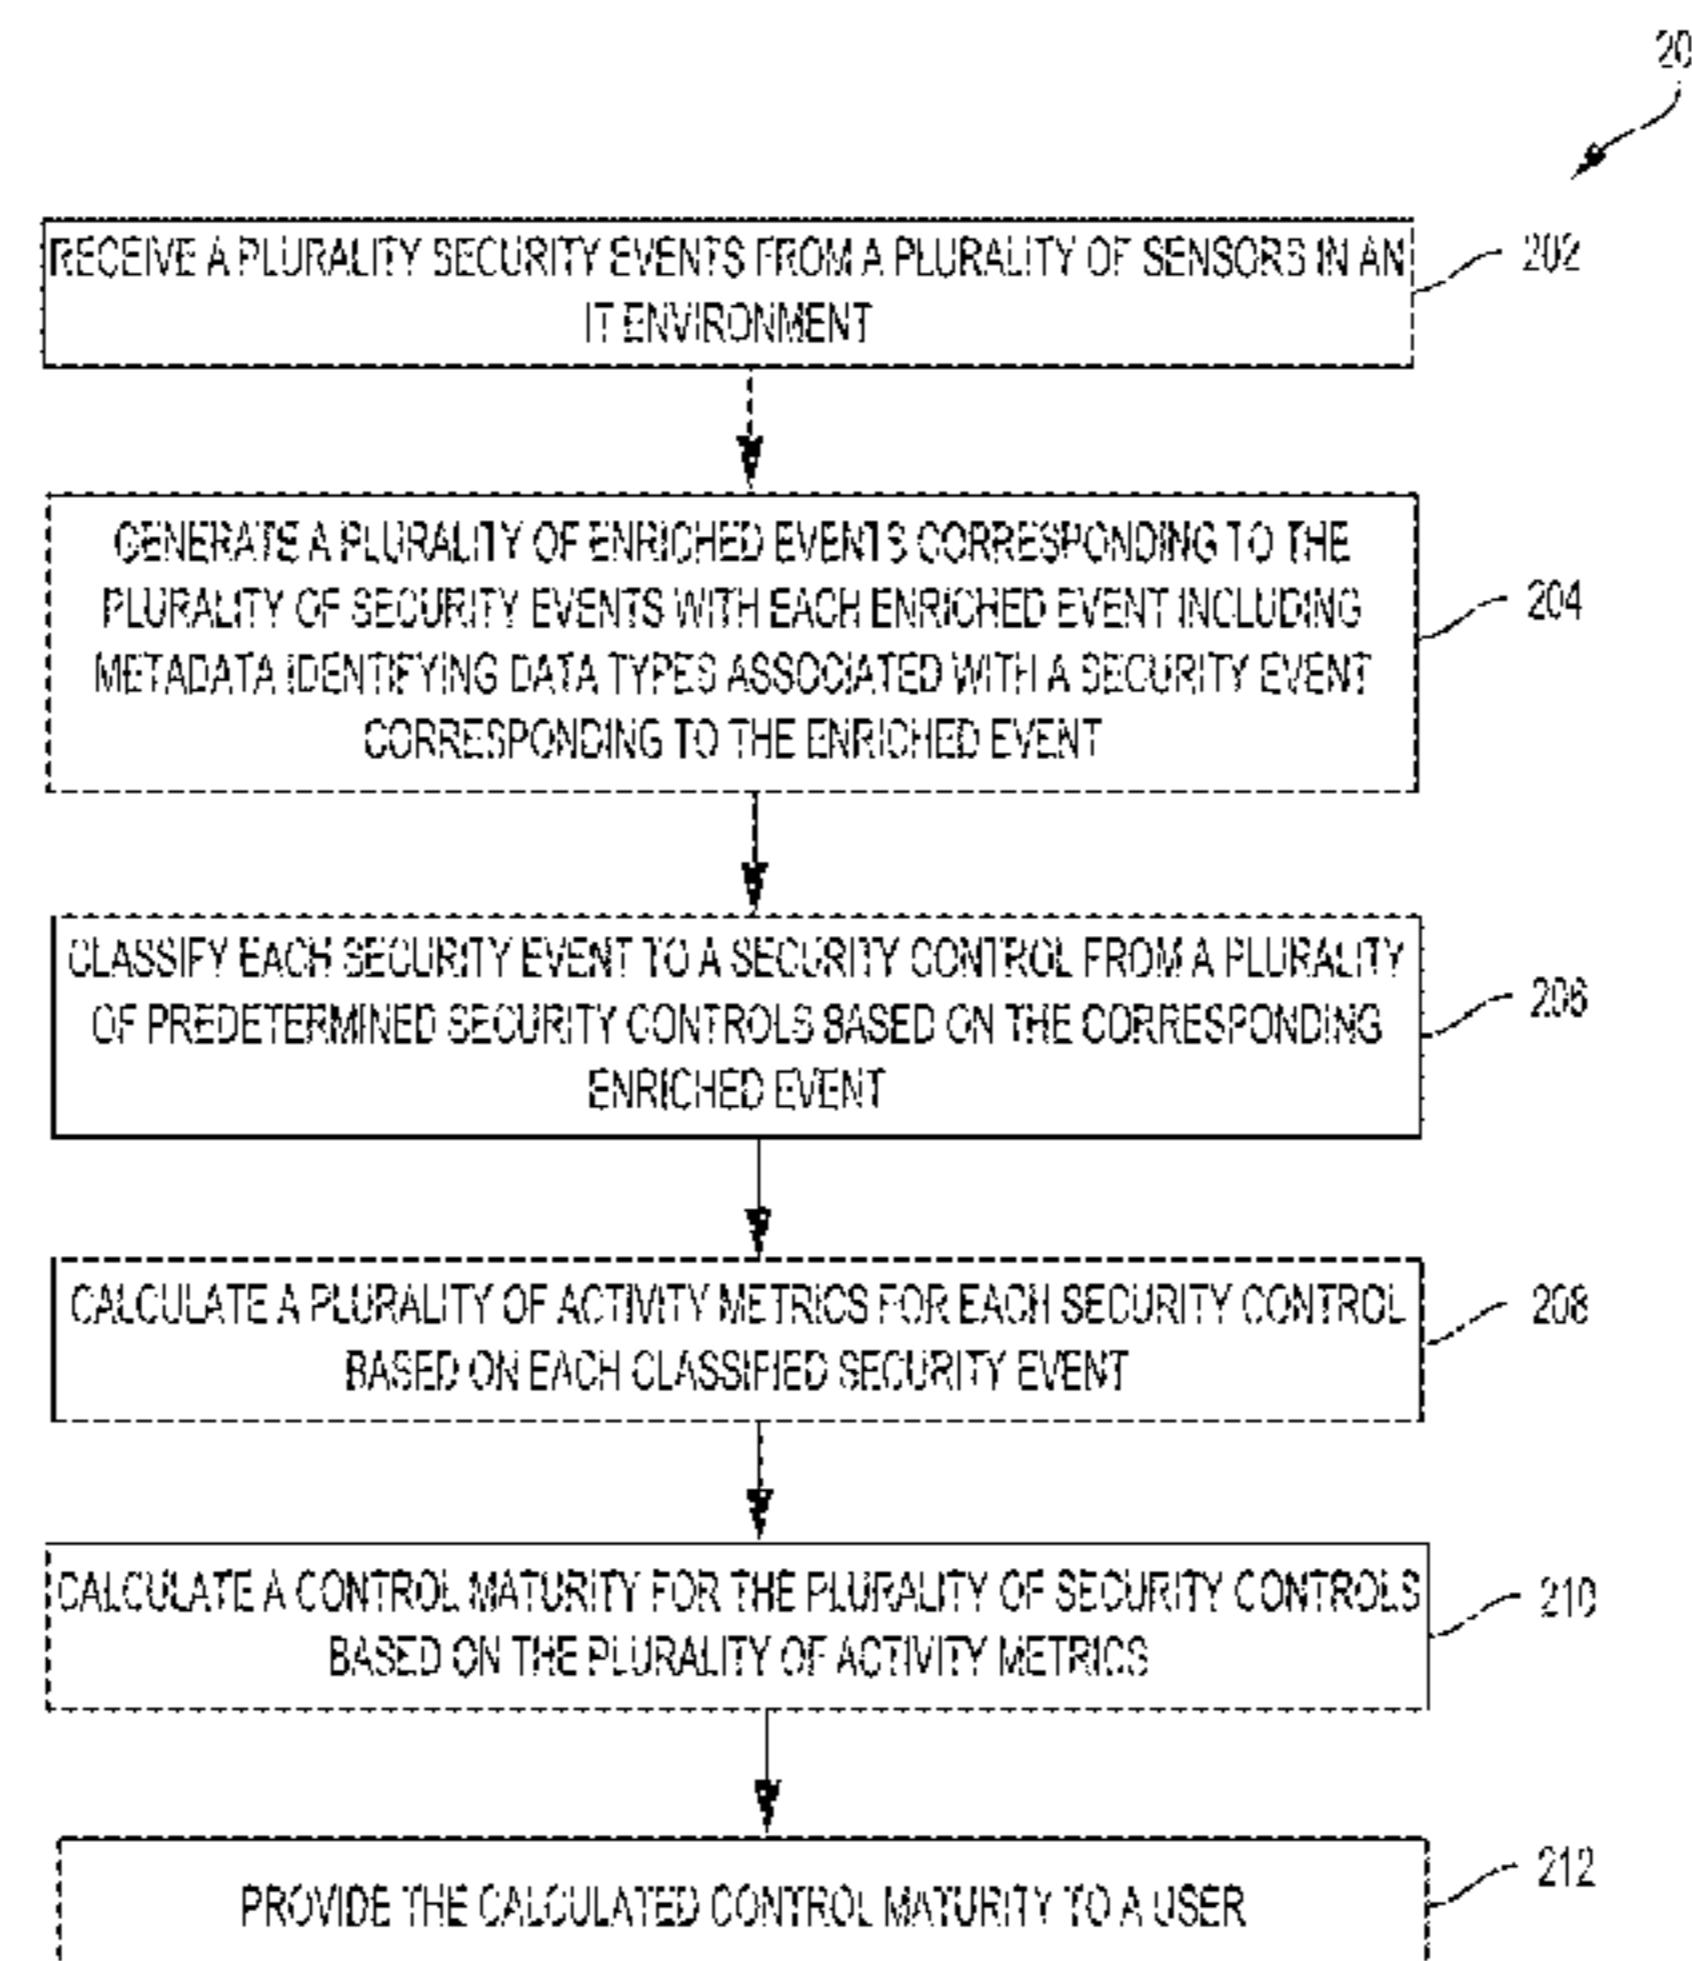 20
RECEIVE A PLURALITY SECURITY EVENTS FROM A PLURALITY OF SENSORS IN AN
IT ENVIRONMENT
202
GENERATE A PLURALITY OF ENRICHED EVENTS CORRESPONDING TO THE
PLURALITY OF SECURITY EVENTS WITH EACH ENRICHED EVENT INCLUDING
METADATA IDENTIFYING DATA TYPES ASSOCIATED WITH A SECURITY EVENT
CORRESPONDING TO THE ENRICHED EVENT
204
CLASSIFY EACH SECURITY EVENT TO A SECURITY CONTROL FROM A PLURALITY
OF PREDETERMINED SECURITY CONTROLS BASED ON THE CORRESPONDING
ENRICHED EVENT
206
CALCULATE A PLURALITY OF ACTIVITY METRICS FOR EACH SECURITY CONTROL
BASED ON EACH CLASSIFIED SECURITY EVENT
208
CALCULATE A CONTROL MATURITY FOR THE PLURALITY OF SECURITY CONTROLS
BASED ON THE PLURALITY OF ACTIVITY METRICS
210
PROVIDE THE CALCULATED CONTROL MATURITY TO A USER
212